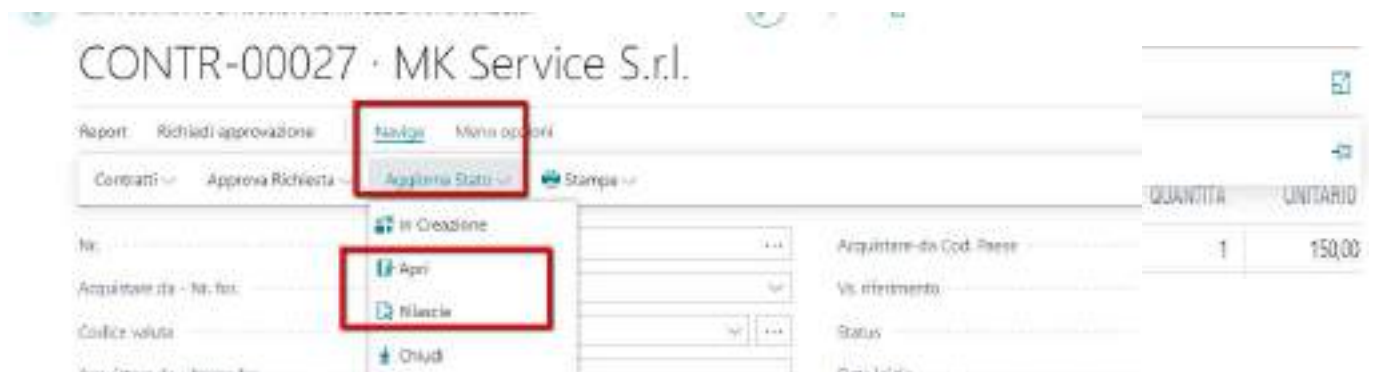 CONTR-00027 · MK Service S.r.l.
Report Richiedi approvazione Naviga Meno opzioni
Contratti Approva Richiesta Aggiorna Stato Stampa
In Creazione
Apri
Rilascia
Chiudi
Nr.
Acquistare da - Nr. for.
Codice valuta
Acquistare-da Cod. Paese
Vs. riferimento
Status
QUANTITÀ UNITARIO
1 150,00